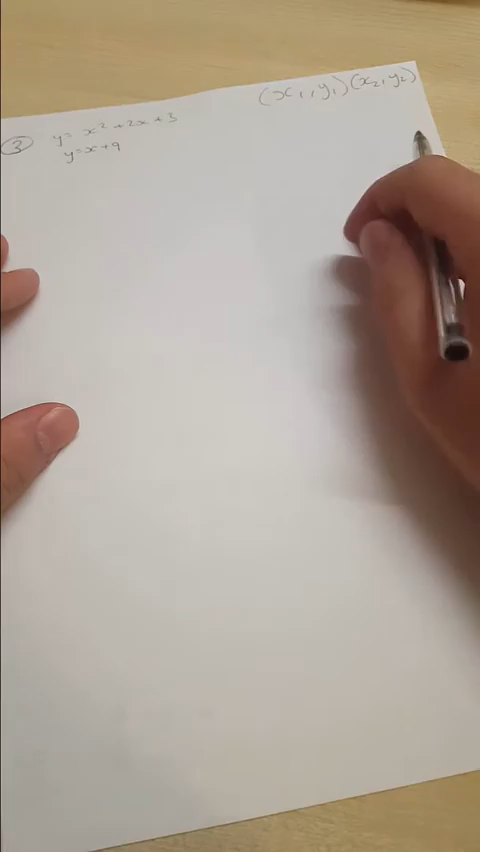 (x₁, y₁) (x₂, y₂)
3 y = x² + 2x + 3
y = x + 9